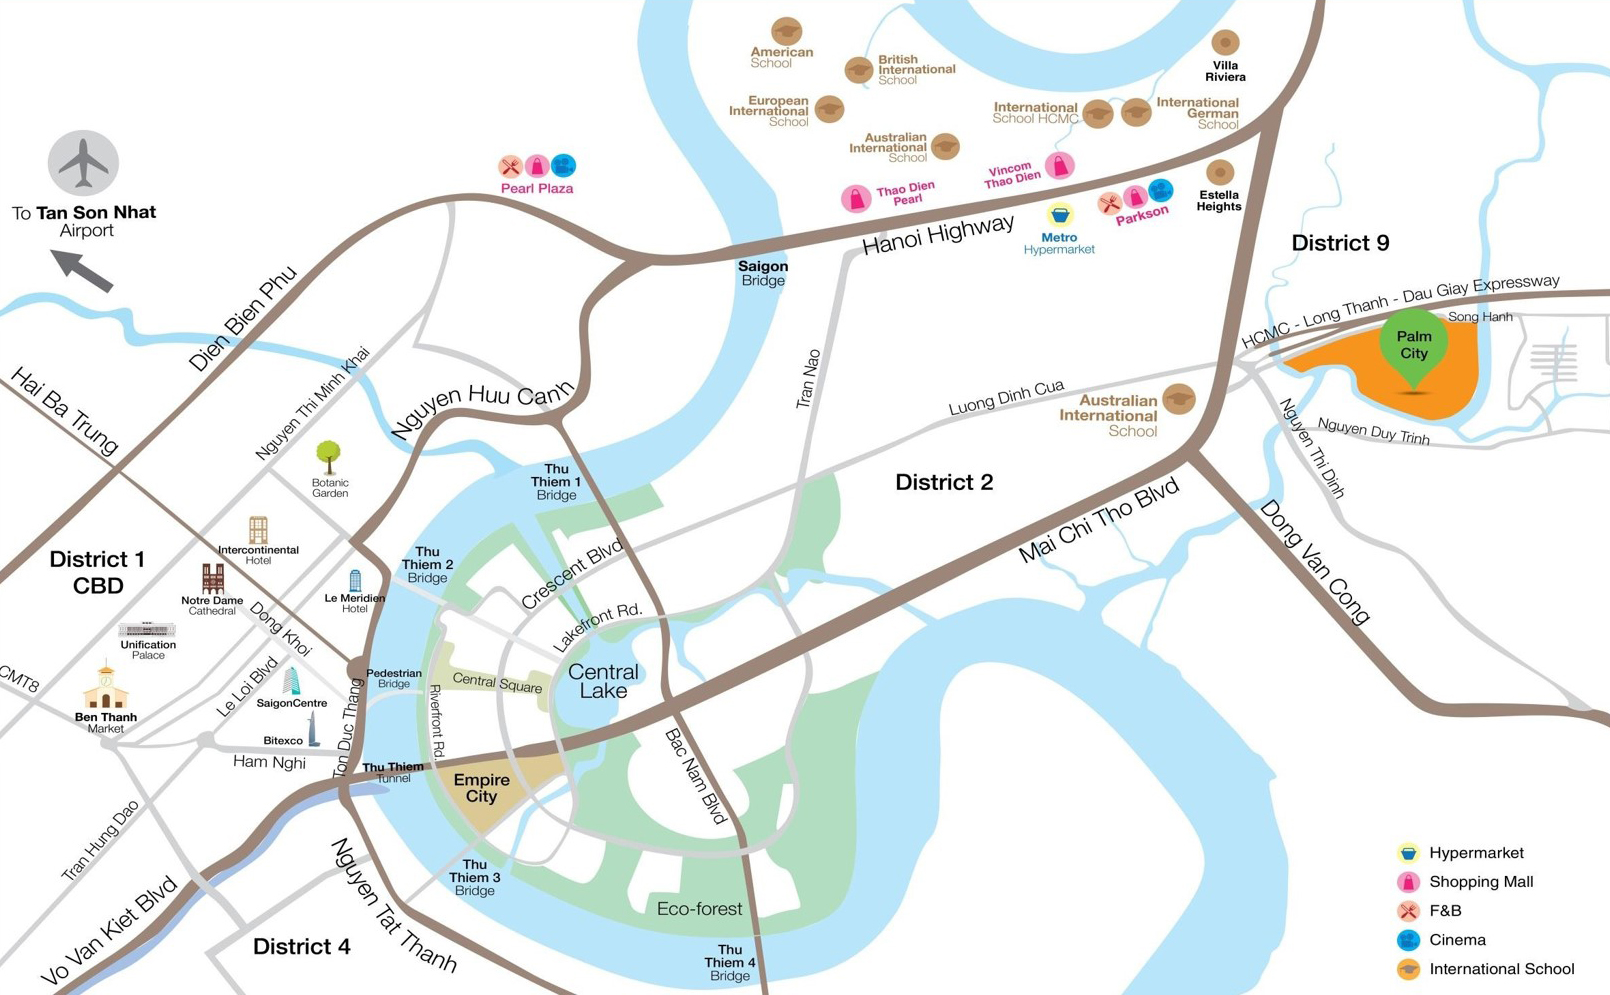 American
School
British
International
School
Villa
Riviera
European
International
School
International
School HCMC
International
German
School
Australian
International
School
Vincom
Thao Dien
Thao Dien
Pearl
Pearl Plaza
Estella
Heights
Parkson
To Tan Son Nhat
Airport
Hanoi Highway
Metro
Hypermarket
District 9
Saigon
Bridge
Dien Bien Phu
HCMC - Long Thanh - Dau Giay Expressway
Song Hanh
Palm
City
Hai Ba Trung
Nguyen Thi Minh Khai
Nguyen Huu Canh
Tran Nao
Luong Dinh Cua
Australian
International
School
Nguyen Thi Dinh
Nguyen Duy Trinh
Botanic
Garden
Thu
Thiem 1
Bridge
District 2
Mai Chi Tho Blvd
Dong Van Cong
District 1
CBD
Intercontinental
Hotel
Thu
Thiem 2
Bridge
Crescent Blvd
Notre Dame
Cathedral
Le Meridien
Hotel
Dong Khoi
Lakefront Rd.
Unification
Palace
CMT8
Le Loi Blvd
Pedestrian
Bridge
Central Square
Central
Lake
SaigonCentre
Ben Thanh
Market
Bitexco
Ton Duc Thang
Riverfront Rd.
Ham Nghi
Thu Thiem
Tunnel
Empire
City
Bac Nam Blvd
Tran Hung Dao
Nguyen Tat Thanh
Thu
Thiem 3
Bridge
Vo Van Kiet Blvd
District 4
Eco-forest
Thu
Thiem 4
Bridge
Hypermarket
Shopping Mall
F&B
Cinema
International School